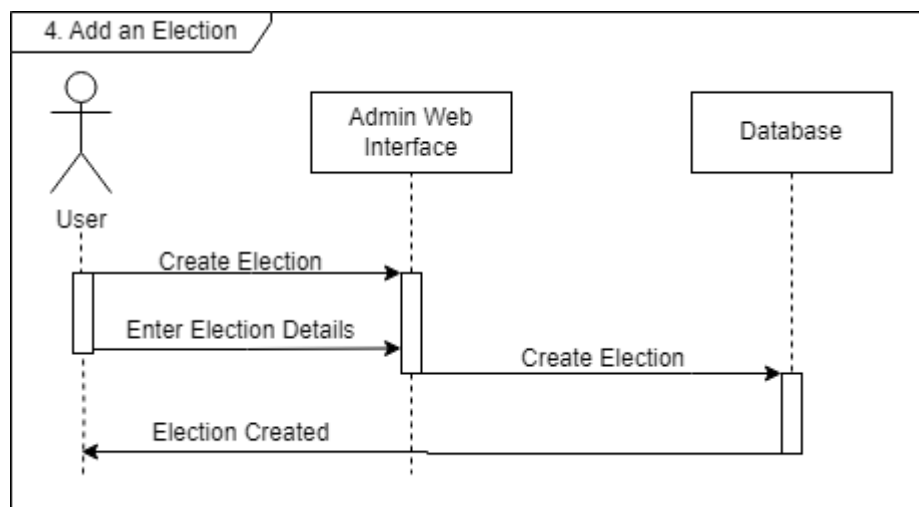 4. Add an Election
Admin Web
Interface
Database
User
Create Election
Enter Election Details
Create Election
Election Created